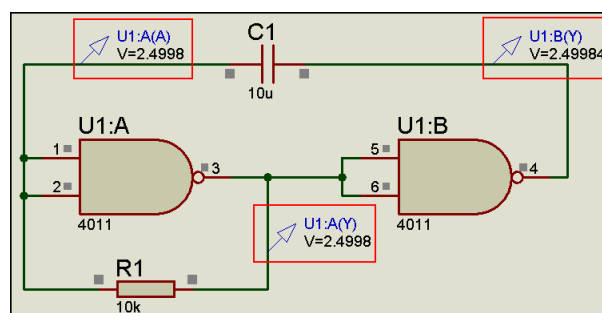 U1:A(A)
V=2.4998
C1
10u
U1:B(Y)
V=2.49984
U1:A
1
2
3
4011
U1:B
5
6
4
4011
U1:A(Y)
V=2.4998
R1
10k